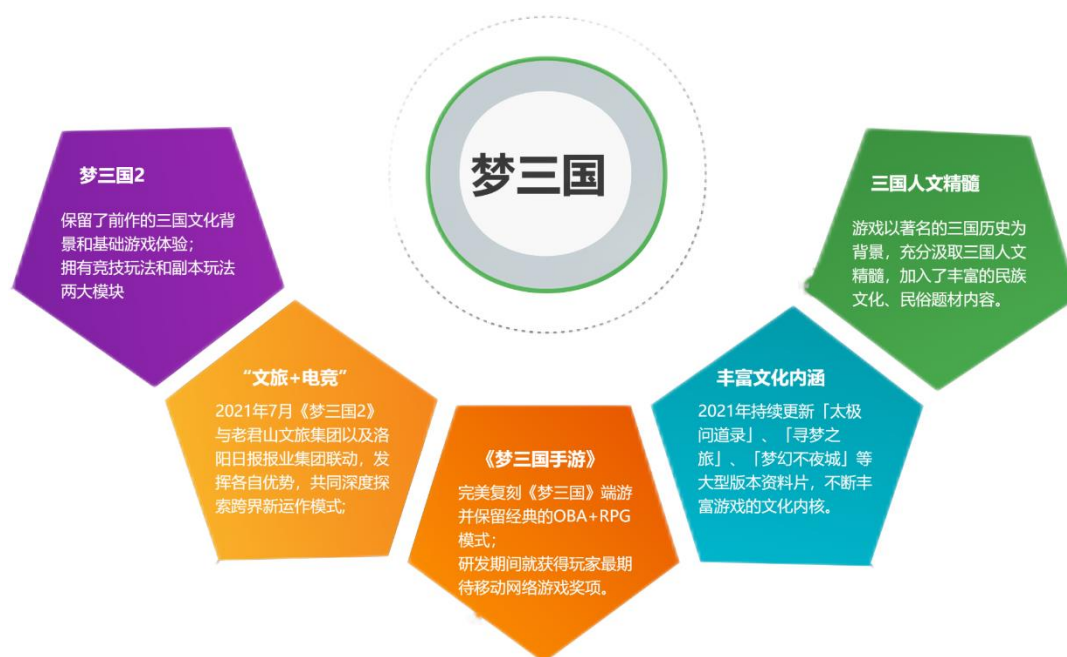 梦三国
梦三国2
保留了前作的三国文化背
景和基础游戏体验；
拥有竞技玩法和副本玩法
两大模块
“文旅+电竞”
2021年7月《梦三国2》
与老君山文旅集团以及洛
阳日报报业集团联动，发
挥各自优势，共同深度探
索跨界新运作模式;
《梦三国手游》
完美复刻《梦三国》端游
并保留经典的OBA+RPG
模式；
研发期间就获得玩家最期
待移动网络游戏奖项。
丰富文化内涵
2021年持续更新「太极
问道录」、「寻梦之
旅」、「梦幻不夜城」等
大型版本资料片，不断丰
富游戏的文化内核。
三国人文精髓
游戏以著名的三国历史为
背景，充分汲取三国人文
精髓，加入了丰富的民族
文化、民俗题材内容。